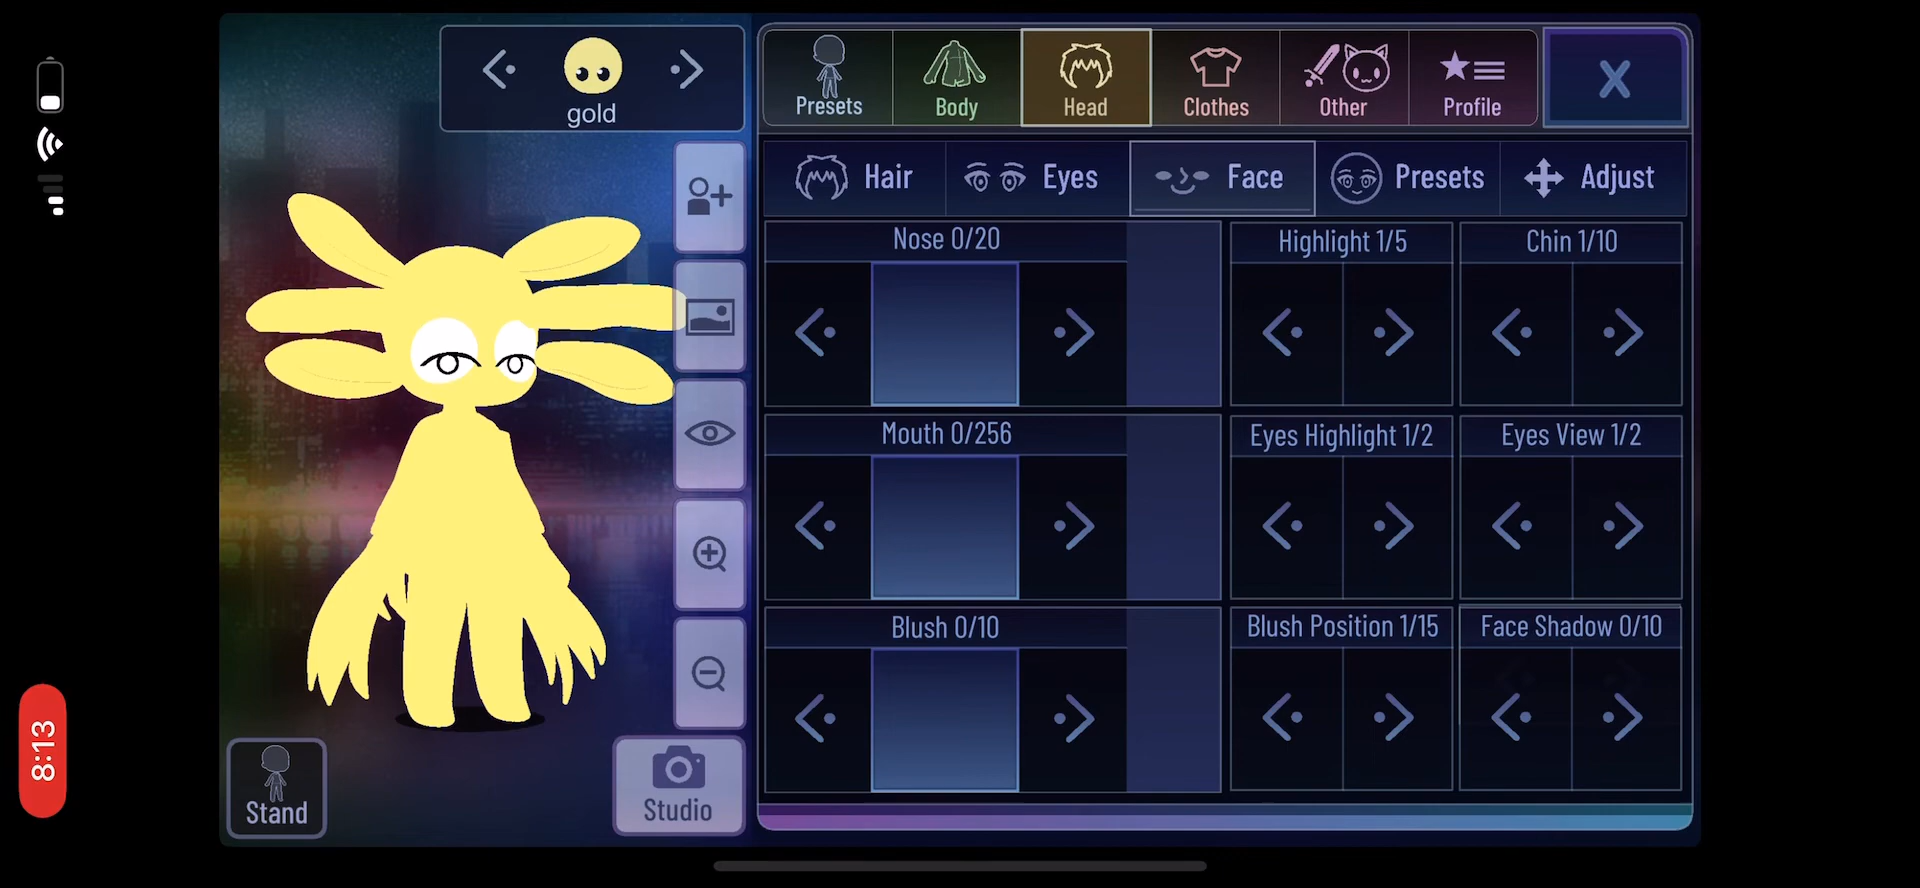 8:13
gold
Stand
Studio
Presets
Body
Head
Clothes
Other
Profile
X
Hair
Eyes
Face
Presets
Adjust
Nose 0/20
Highlight 1/5
Chin 1/10
Mouth 0/256
Eyes Highlight 1/2
Eyes View 1/2
Blush 0/10
Blush Position 1/15
Face Shadow 0/10